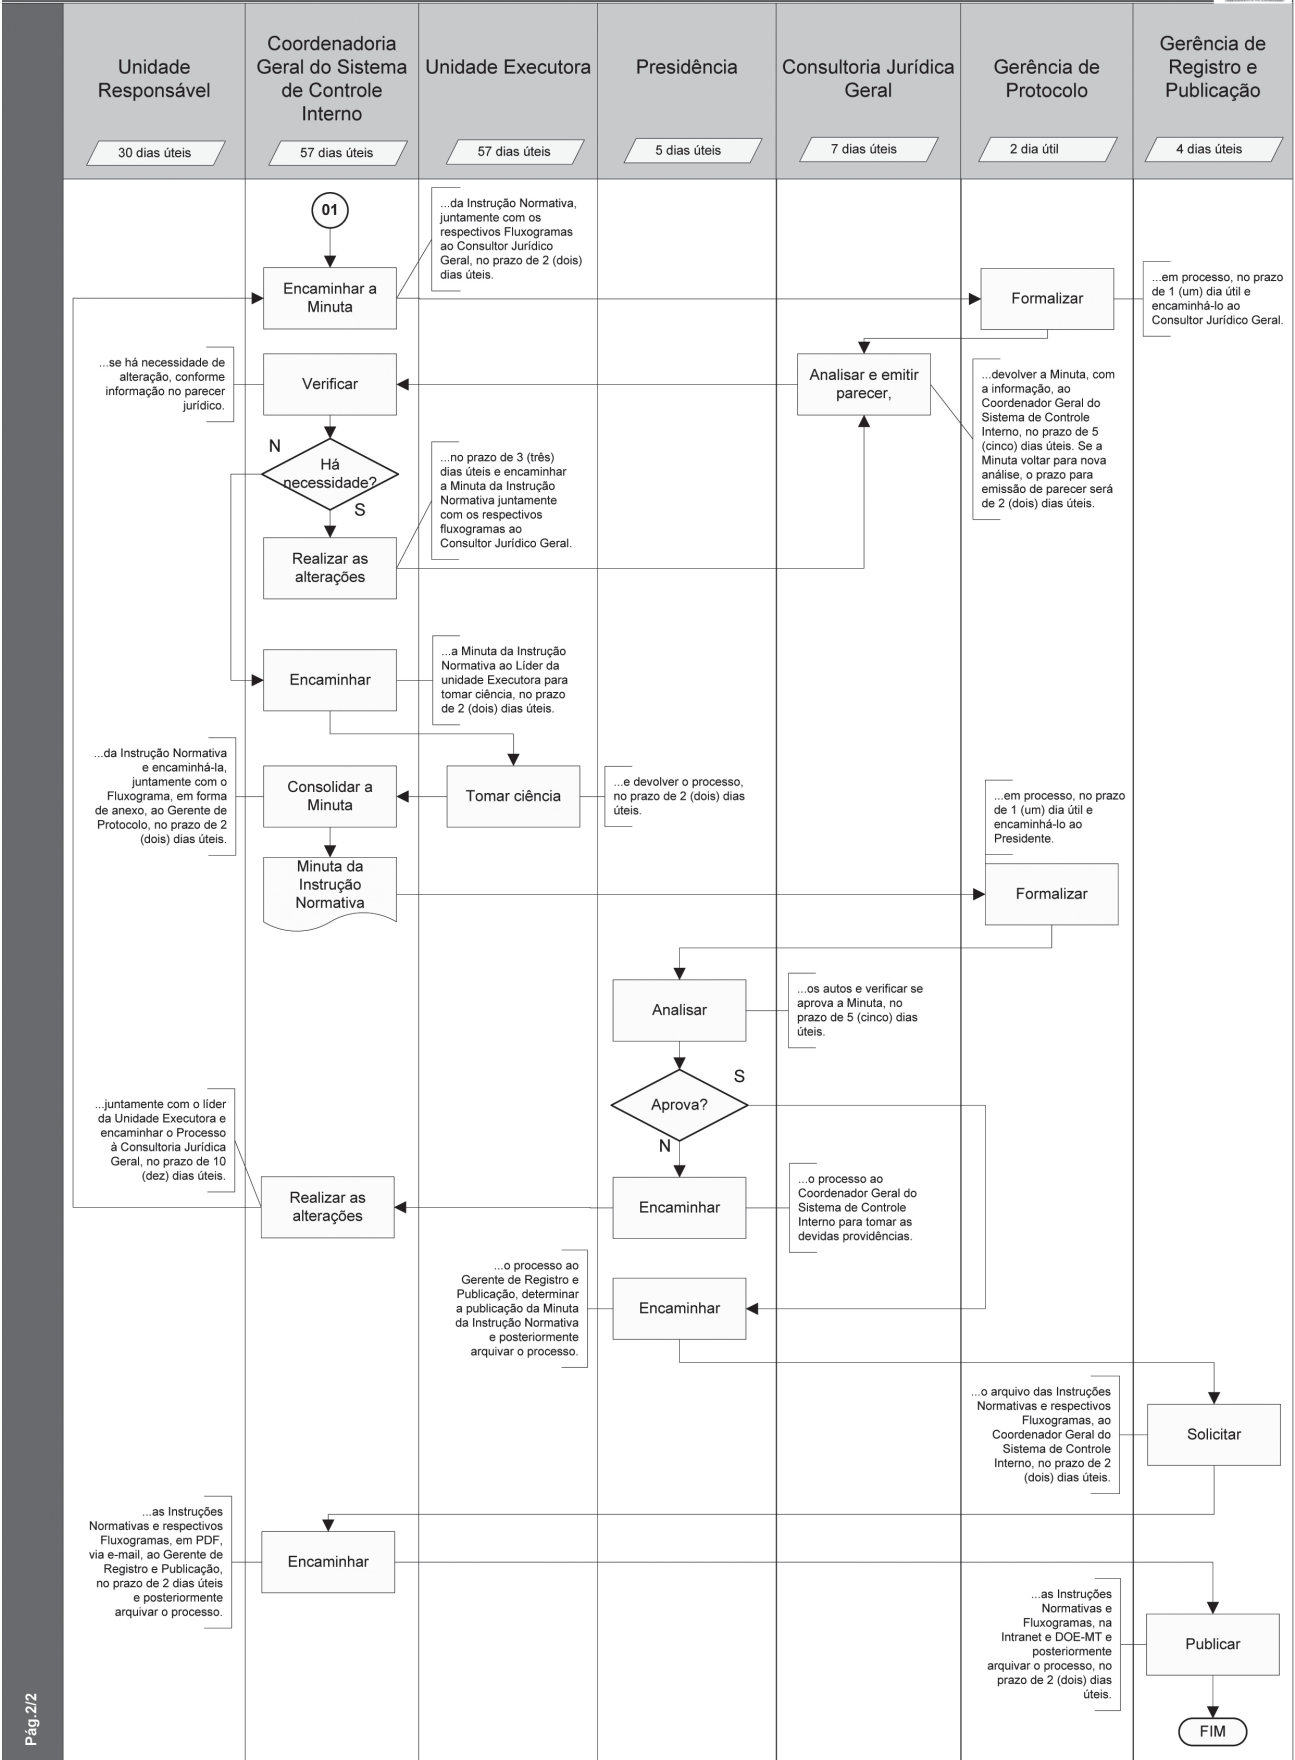 Unidade
Responsável
30 dias úteis
Coordenadoria
Geral do Sistema
de Controle
Interno
57 dias úteis
Unidade Executora
57 dias úteis
Presidência
5 dias úteis
Consultoria Jurídica
Geral
7 dias úteis
Gerência de
Protocolo
2 dia útil
Gerência de
Registro e
Publicação
4 dias úteis
01
...da Instrução Normativa,
juntamente com os
respectivos Fluxogramas
ao Consultor Jurídico
Geral, no prazo de 2 (dois)
dias úteis.
Encaminhar a
Minuta
Formalizar
...em processo, no prazo
de 1 (um) dia útil e
encaminhá-lo ao
Consultor Jurídico Geral.
...se há necessidade de
alteração, conforme
informação no parecer
jurídico.
Verificar
Analisar e emitir
parecer,
...devolver a Minuta, com
a informação, ao
Coordenador Geral do
Sistema de Controle
Interno, no prazo de 5
(cinco) dias úteis. Se a
Minuta voltar para nova
análise, o prazo para
emissão de parecer será
de 2 (dois) dias úteis.
N
Há
necessidade?
S
...no prazo de 3 (três)
dias úteis e encaminhar
a Minuta da Instrução
Normativa juntamente
com os respectivos
fluxogramas ao
Consultor Jurídico Geral.
Realizar as
alterações
Encaminhar
...a Minuta da Instrução
Normativa ao Líder da
unidade Executora para
tomar ciência, no prazo
de 2 (dois) dias úteis.
...da Instrução Normativa
e encaminhá-la,
juntamente com o
Fluxograma, em forma
de anexo, ao Gerente de
Protocolo, no prazo de 2
(dois) dias úteis.
Consolidar a
Minuta
Tomar ciência
...e devolver o processo,
no prazo de 2 (dois) dias
úteis.
...em processo, no prazo
de 1 (um) dia útil e
encaminhá-lo ao
Presidente.
Minuta da
Instrução
Normativa
Formalizar
Analisar
...os autos e verificar se
aprova a Minuta, no
prazo de 5 (cinco) dias
úteis.
Aprova?
S
N
...juntamente com o líder
da Unidade Executora e
encaminhar o Processo
à Consultoria Jurídica
Geral, no prazo de 10
(dez) dias úteis.
Realizar as
alterações
Encaminhar
...o processo ao
Coordenador Geral do
Sistema de Controle
Interno para tomar as
devidas providências.
...o processo ao
Gerente de Registro e
Publicação, determinar
a publicação da Minuta
da Instrução Normativa
e posteriormente
arquivar o processo.
Encaminhar
...o arquivo das Instruções
Normativas e respectivos
Fluxogramas, ao
Coordenador Geral do
Sistema de Controle
Interno, no prazo de 2
(dois) dias úteis.
Solicitar
...as Instruções
Normativas e respectivos
Fluxogramas, em PDF,
via e-mail, ao Gerente de
Registro e Publicação,
no prazo de 2 dias úteis
e posteriormente
arquivar o processo.
Encaminhar
...as Instruções
Normativas e
Fluxogramas, na
Intranet e DOE-MT e
posteriormente
arquivar o processo, no
prazo de 2 (dois) dias
úteis.
Publicar
FIM
Pág.2/2